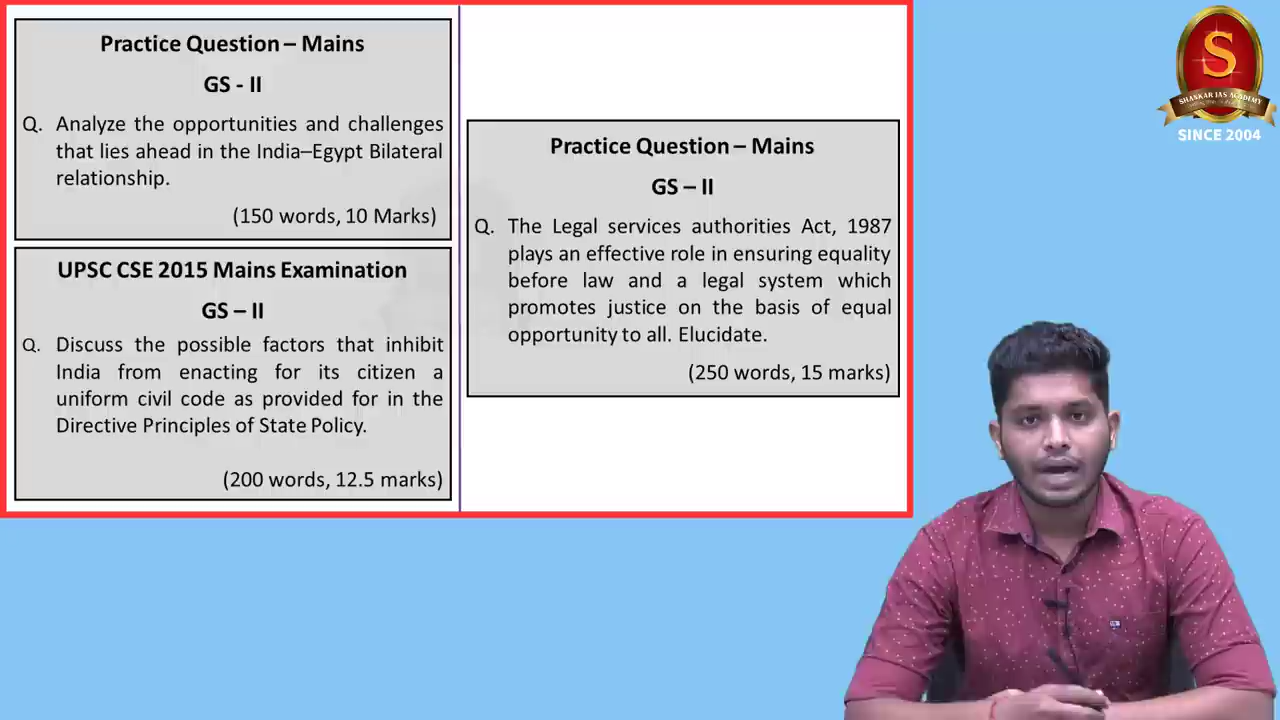 Practice Question – Mains
GS - II
Q. Analyze the opportunities and challenges
that lies ahead in the India–Egypt Bilateral
relationship.
(150 words, 10 Marks)
UPSC CSE 2015 Mains Examination
GS – II
Q. Discuss the possible factors that inhibit
India from enacting for its citizen a
uniform civil code as provided for in the
Directive Principles of State Policy.
(200 words, 12.5 marks)
Practice Question – Mains
GS – II
Q. The Legal services authorities Act, 1987
plays an effective role in ensuring equality
before law and a legal system which
promotes justice on the basis of equal
opportunity to all. Elucidate.
(250 words, 15 marks)
S
SHANKAR IAS ACADEMY
SINCE 2004